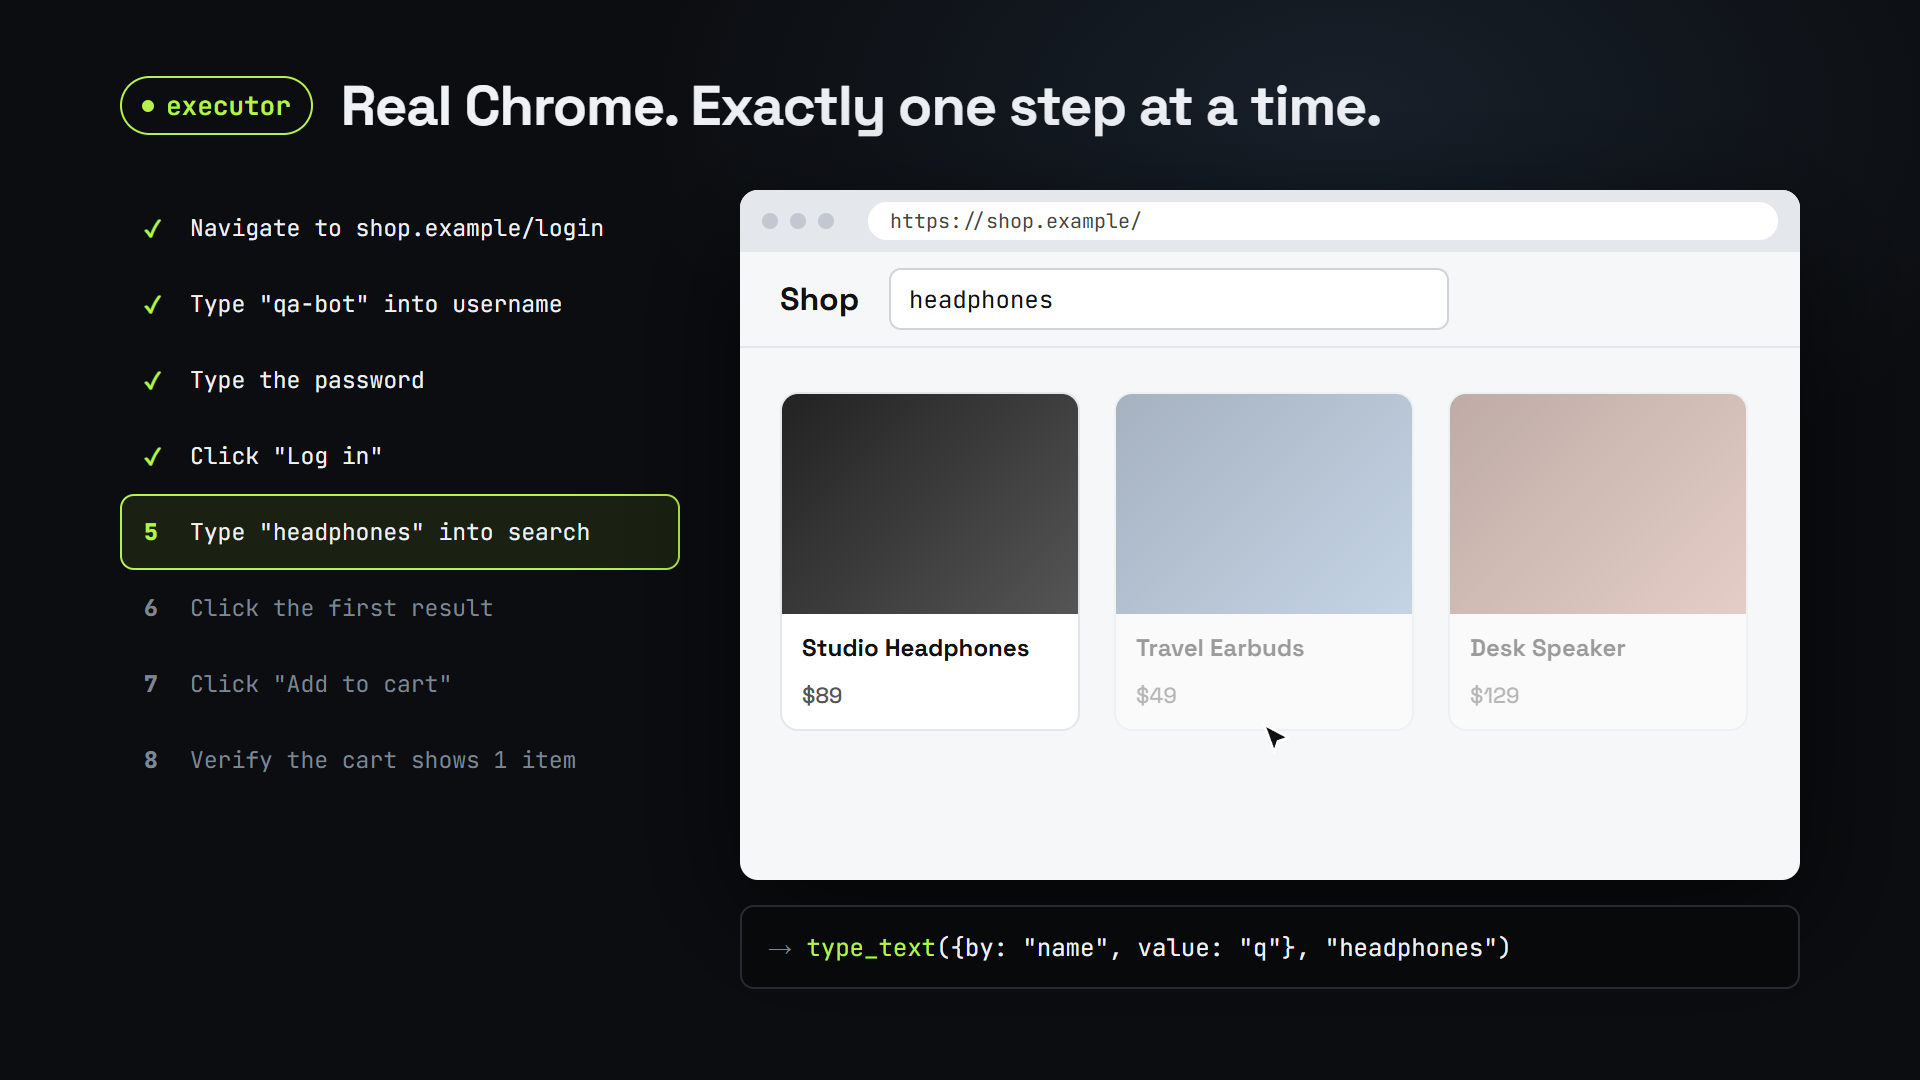 executor
Real Chrome. Exactly one step at a time.
✓ Navigate to shop.example/login
✓ Type "qa-bot" into username
✓ Type the password
✓ Click "Log in"
5 Type "headphones" into search
6 Click the first result
7 Click "Add to cart"
8 Verify the cart shows 1 item
https://shop.example/
Shop
headphones
Studio Headphones
$89
Travel Earbuds
$49
Desk Speaker
$129
→ type_text({by: "name", value: "q"}, "headphones")